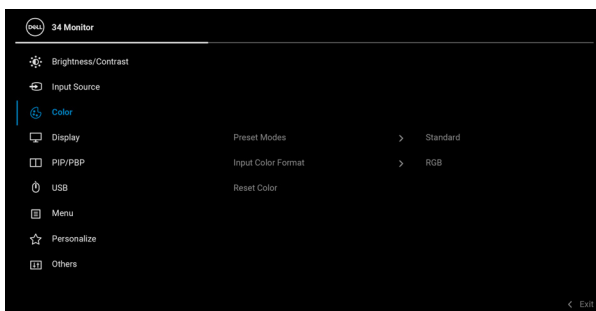 DELL 34 Monitor
Brightness/Contrast
Input Source
Color
Display Preset Modes > Standard
PIP/PBP Input Color Format > RGB
USB Reset Color
Menu
Personalize
Others
< Exit